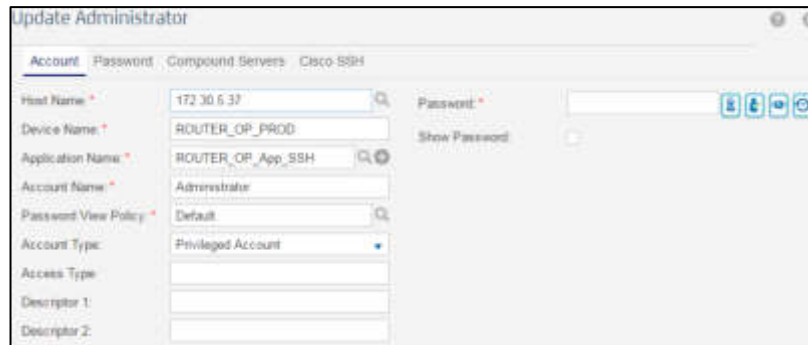 Update Administrator
Account Password Compound Servers Cisco SSH
Host Name: * 172.30.5.37 Password: *
Device Name: * ROUTER_OP_PROD Show Password:
Application Name: * ROUTER_OP_App_SSH
Account Name: * Administrator
Password View Policy: * Default
Account Type: Privileged Account
Access Type:
Descriptor 1:
Descriptor 2: